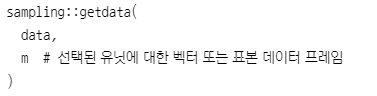 sampling::getdata(
  data,
  m  # 선택된 유닛에 대한 벡터 또는 표본 데이터 프레임
)